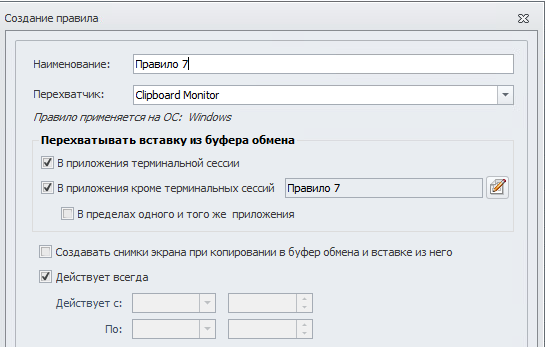 Создание правила
Наименование: Правило 7
Перехватчик: Clipboard Monitor
Правило применяется на ОС: Windows
Перехватывать вставку из буфера обмена
В приложения терминальной сессии
В приложения кроме терминальных сессий Правило 7
В пределах одного и того же приложения
Создавать снимки экрана при копировании в буфер обмена и вставке из него
Действует всегда
Действует с:
По: